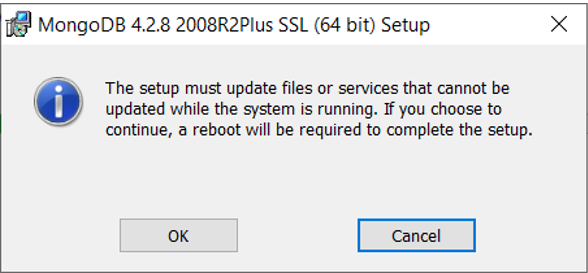 MongoDB 4.2.8 2008R2Plus SSL (64 bit) Setup
The setup must update files or services that cannot be
updated while the system is running. If you choose to
continue, a reboot will be required to complete the setup.
OK
Cancel